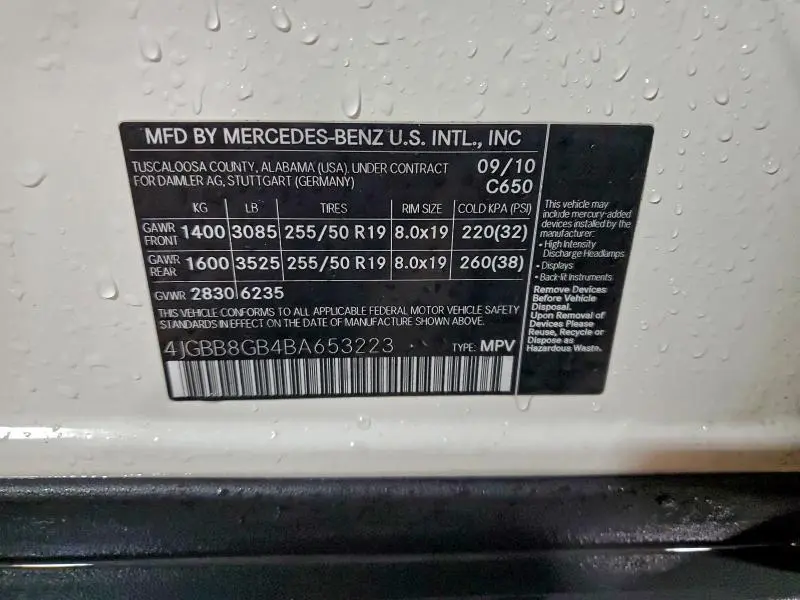 MFD BY MERCEDES-BENZ U.S. INTL., INC
TUSCALOOSA COUNTY, ALABAMA (USA). UNDER CONTRACT
FOR DAIMLER AG, STUTTGART (GERMANY)
09/10
C650
KG LB TIRES RIM SIZE COLD KPA (PSI)
GAWR FRONT 1400 3085 255/50 R19 8.0x19 220(32)
GAWR REAR 1600 3525 255/50 R19 8.0x19 260(38)
GVWR 2830 6235
THIS VEHICLE CONFORMS TO ALL APPLICABLE FEDERAL MOTOR VEHICLE SAFETY
STANDARDS IN EFFECT ON THE DATE OF MANUFACTURE SHOWN ABOVE.
4JGBB8GB4BA653223 TYPE: MPV
This vehicle may
include mercury-added
devices installed by the
manufacturer:
• High Intensity
Discharge Headlamps
• Displays
• Back-lit Instruments
Remove Devices
Before Vehicle
Disposal.
Upon Removal of
Devices Please
Reuse, Recycle or
Dispose as
Hazardous Waste.